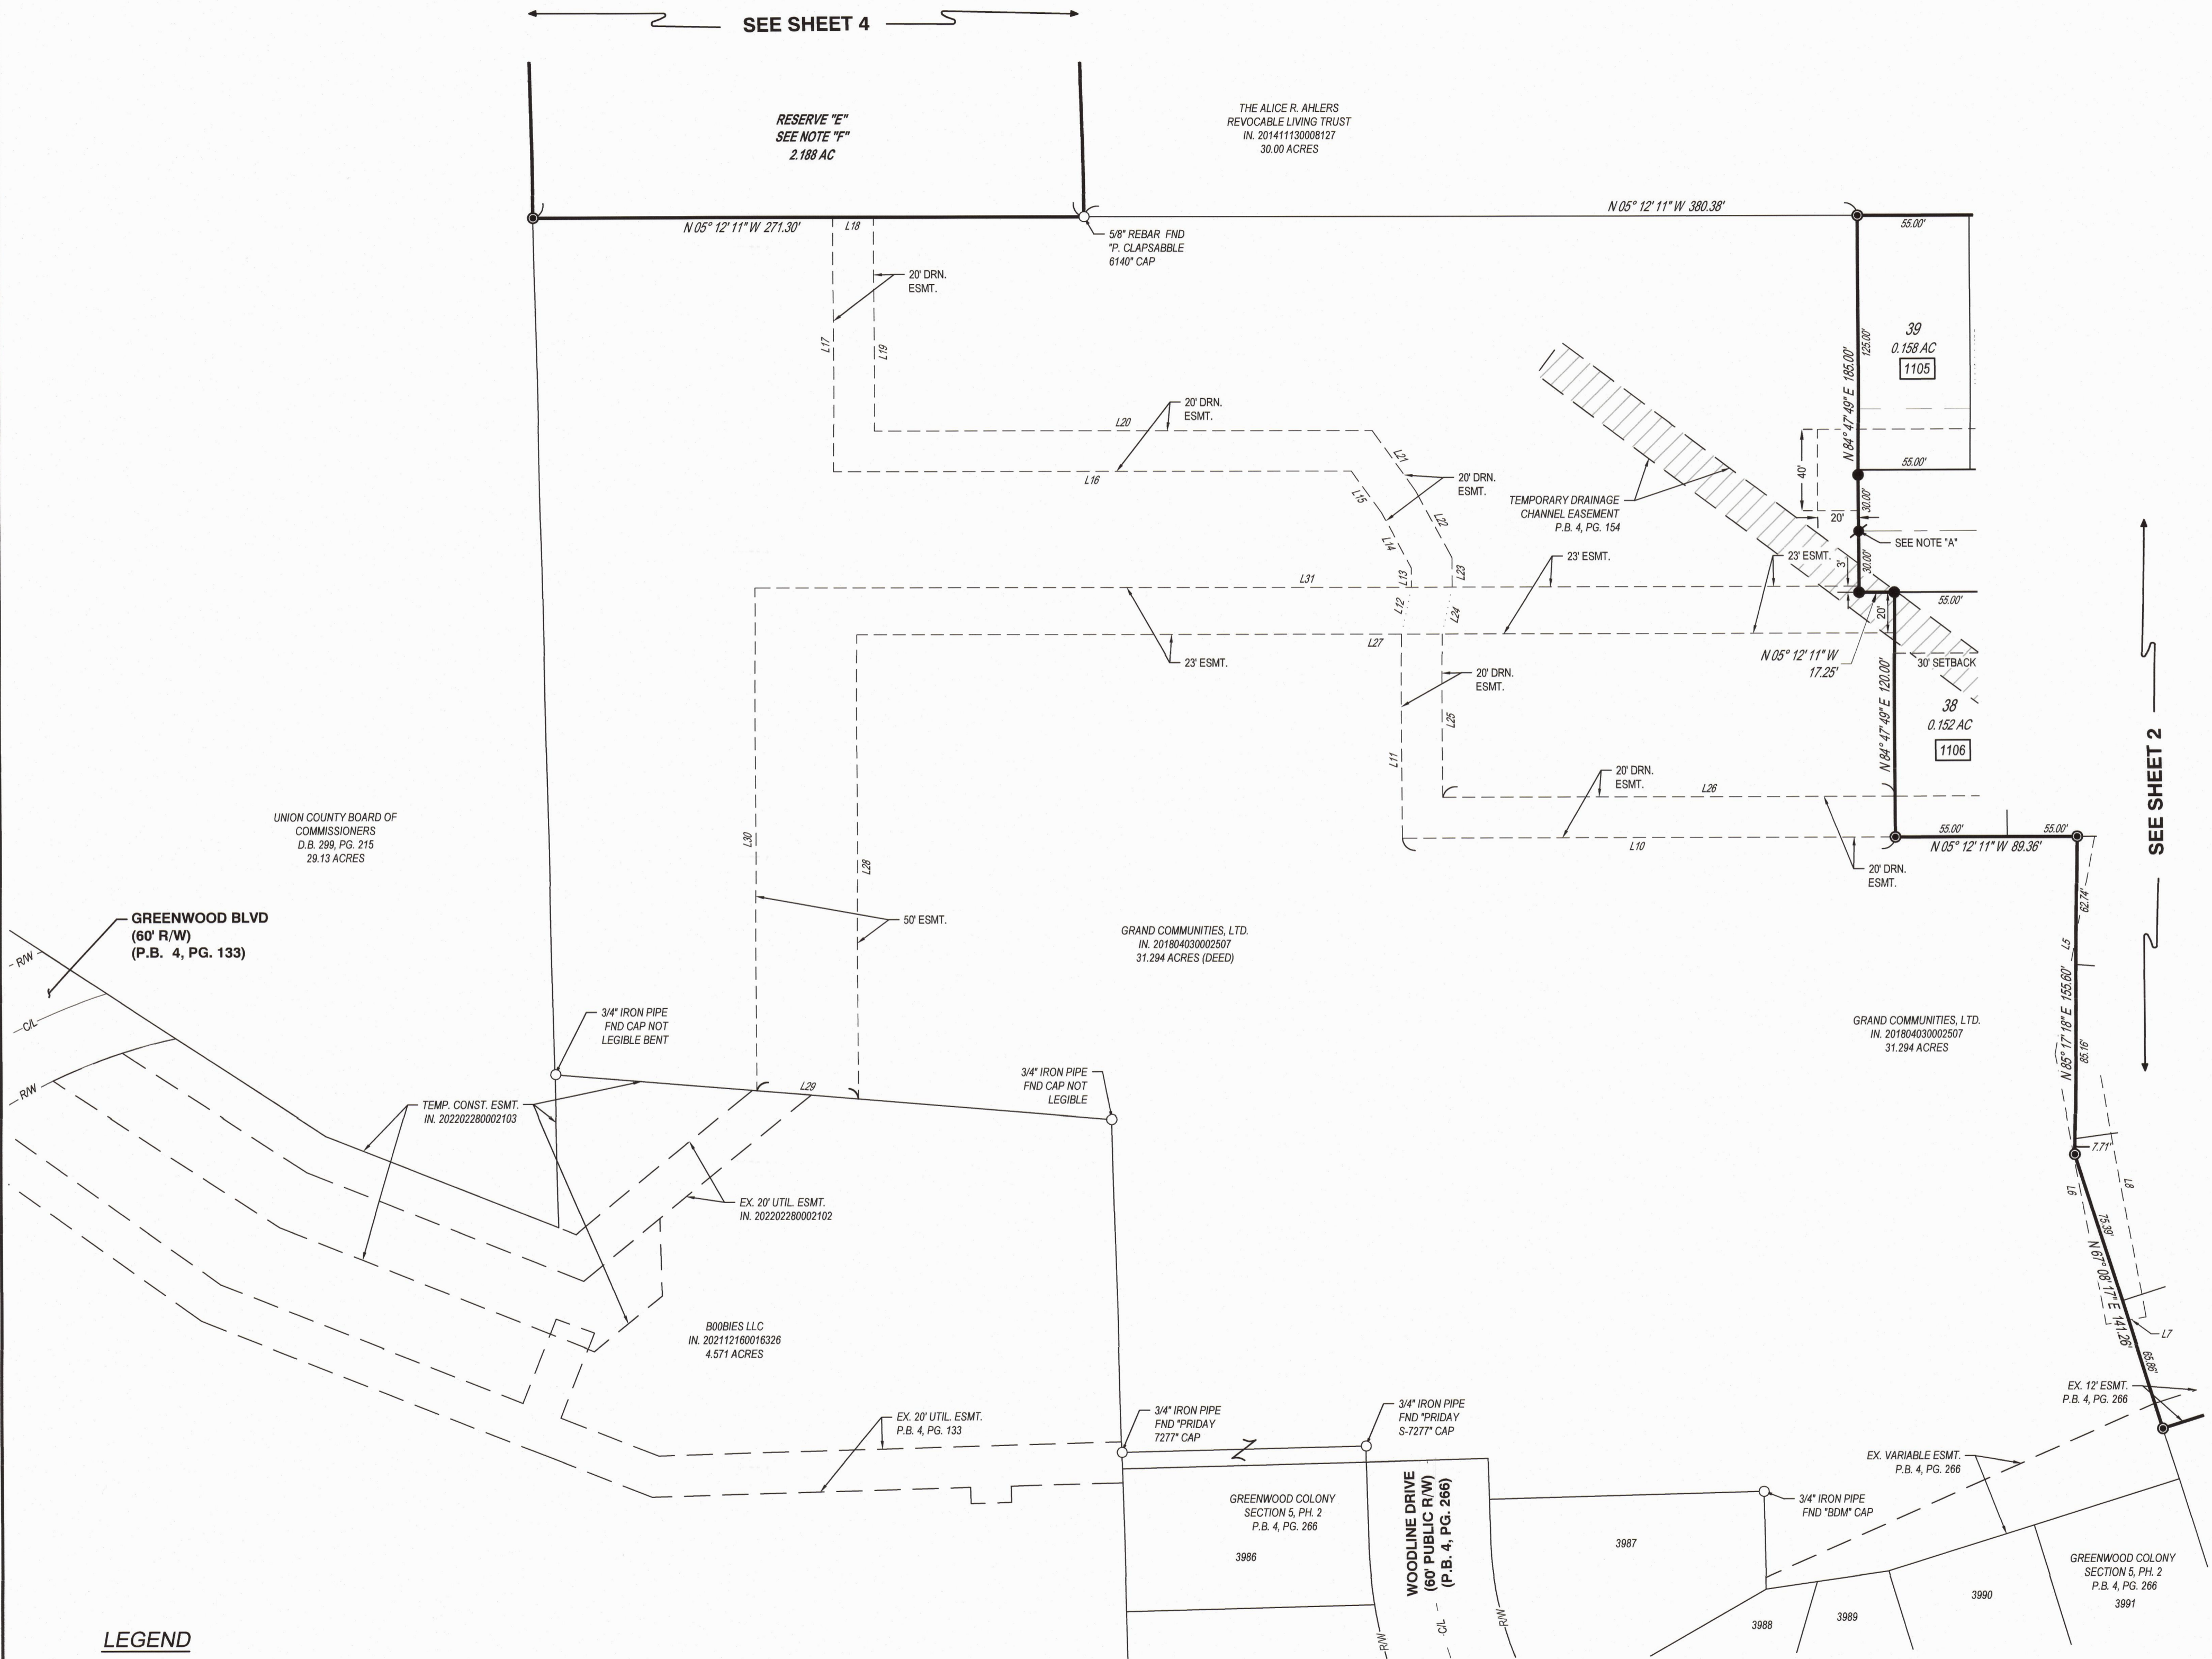 SEE SHEET 4
RESERVE "E"
SEE NOTE "F"
2.188 AC
THE ALICE R. AHLERS
REVOCABLE LIVING TRUST
IN. 201411130008127
30.00 ACRES
N 05° 12' 11" W 271.30'
L18
5/8" REBAR FND
"P. CLAPSABBLE
6140" CAP
N 05° 12' 11" W 380.38'
55.00'
20' DRN.
ESMT.
L17
L19
125.00'
N 84° 47' 49" E 185.00'
39
0.158 AC
1105
20' DRN.
ESMT.
L20
L16
L21
L15
20' DRN.
ESMT.
L22
L14
TEMPORARY DRAINAGE
CHANNEL EASEMENT
P.B. 4, PG. 154
40'
20'
55.00'
30.00'
SEE NOTE "A"
30.00'
3'
23' ESMT.
23' ESMT.
L31
L13
L23
L12
L24
L27
23' ESMT.
55.00'
20'
N 05° 12' 11" W
17.25'
30' SETBACK
20' DRN.
ESMT.
L25
L11
N 84° 47' 49" E 120.00'
38
0.152 AC
1106
SEE SHEET 2
20' DRN.
ESMT.
L26
L10
20' DRN.
ESMT.
55.00'
55.00'
N 05° 12' 11" W 89.36'
UNION COUNTY BOARD OF
COMMISSIONERS
D.B. 299, PG. 215
29.13 ACRES
L30
L28
50' ESMT.
GREENWOOD BLVD
(60' R/W)
(P.B. 4, PG. 133)
R/W
C/L
R/W
GRAND COMMUNITIES, LTD.
IN. 201804030002507
31.294 ACRES (DEED)
GRAND COMMUNITIES, LTD.
IN. 201804030002507
31.294 ACRES
62.74'
L5
N 85° 17' 18" E 155.60'
85.16'
7.71'
L6
L8
75.39'
N 67° 08' 17" E 141.26'
L7
65.86'
3/4" IRON PIPE
FND CAP NOT
LEGIBLE BENT
3/4" IRON PIPE
FND CAP NOT
LEGIBLE
L29
TEMP. CONST. ESMT.
IN. 202202280002103
EX. 20' UTIL. ESMT.
IN. 202202280002102
B00BIES LLC
IN. 202112160016326
4.571 ACRES
EX. 20' UTIL. ESMT.
P.B. 4, PG. 133
3/4" IRON PIPE
FND "PRIDAY
7277" CAP
3/4" IRON PIPE
FND "PRIDAY
S-7277" CAP
EX. 12' ESMT.
P.B. 4, PG. 266
EX. VARIABLE ESMT.
P.B. 4, PG. 266
3/4" IRON PIPE
FND "BDM" CAP
GREENWOOD COLONY
SECTION 5, PH. 2
P.B. 4, PG. 266
3986
WOODLINE DRIVE
(60' PUBLIC R/W)
(P.B. 4, PG. 266)
R/W
C/L
R/W
3987
3988
3989
3990
GREENWOOD COLONY
SECTION 5, PH. 2
P.B. 4, PG. 266
3991
LEGEND